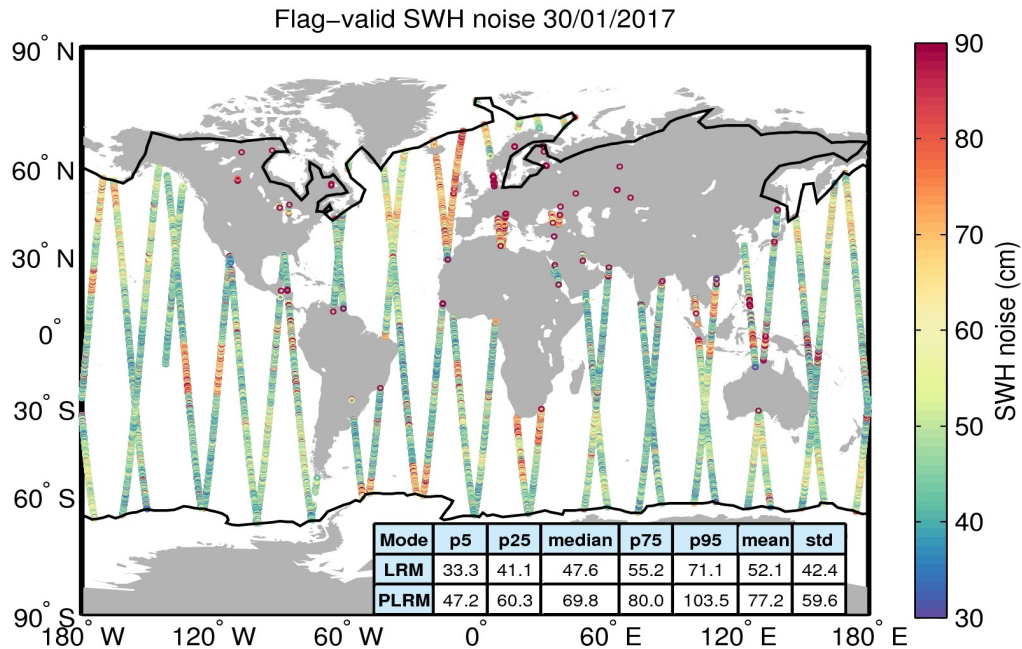 Flag−valid SWH noise 30/01/2017
90° N
60° N
30° N
0°
30° S
60° S
90° S
180° W
120° W
60° W
0°
60° E
120° E
180° E
Mode p5 p25 median p75 p95 mean std
LRM 33.3 41.1 47.6 55.2 71.1 52.1 42.4
PLRM 47.2 60.3 69.8 80.0 103.5 77.2 59.6
90
80
70
60
50
40
30
SWH noise (cm)